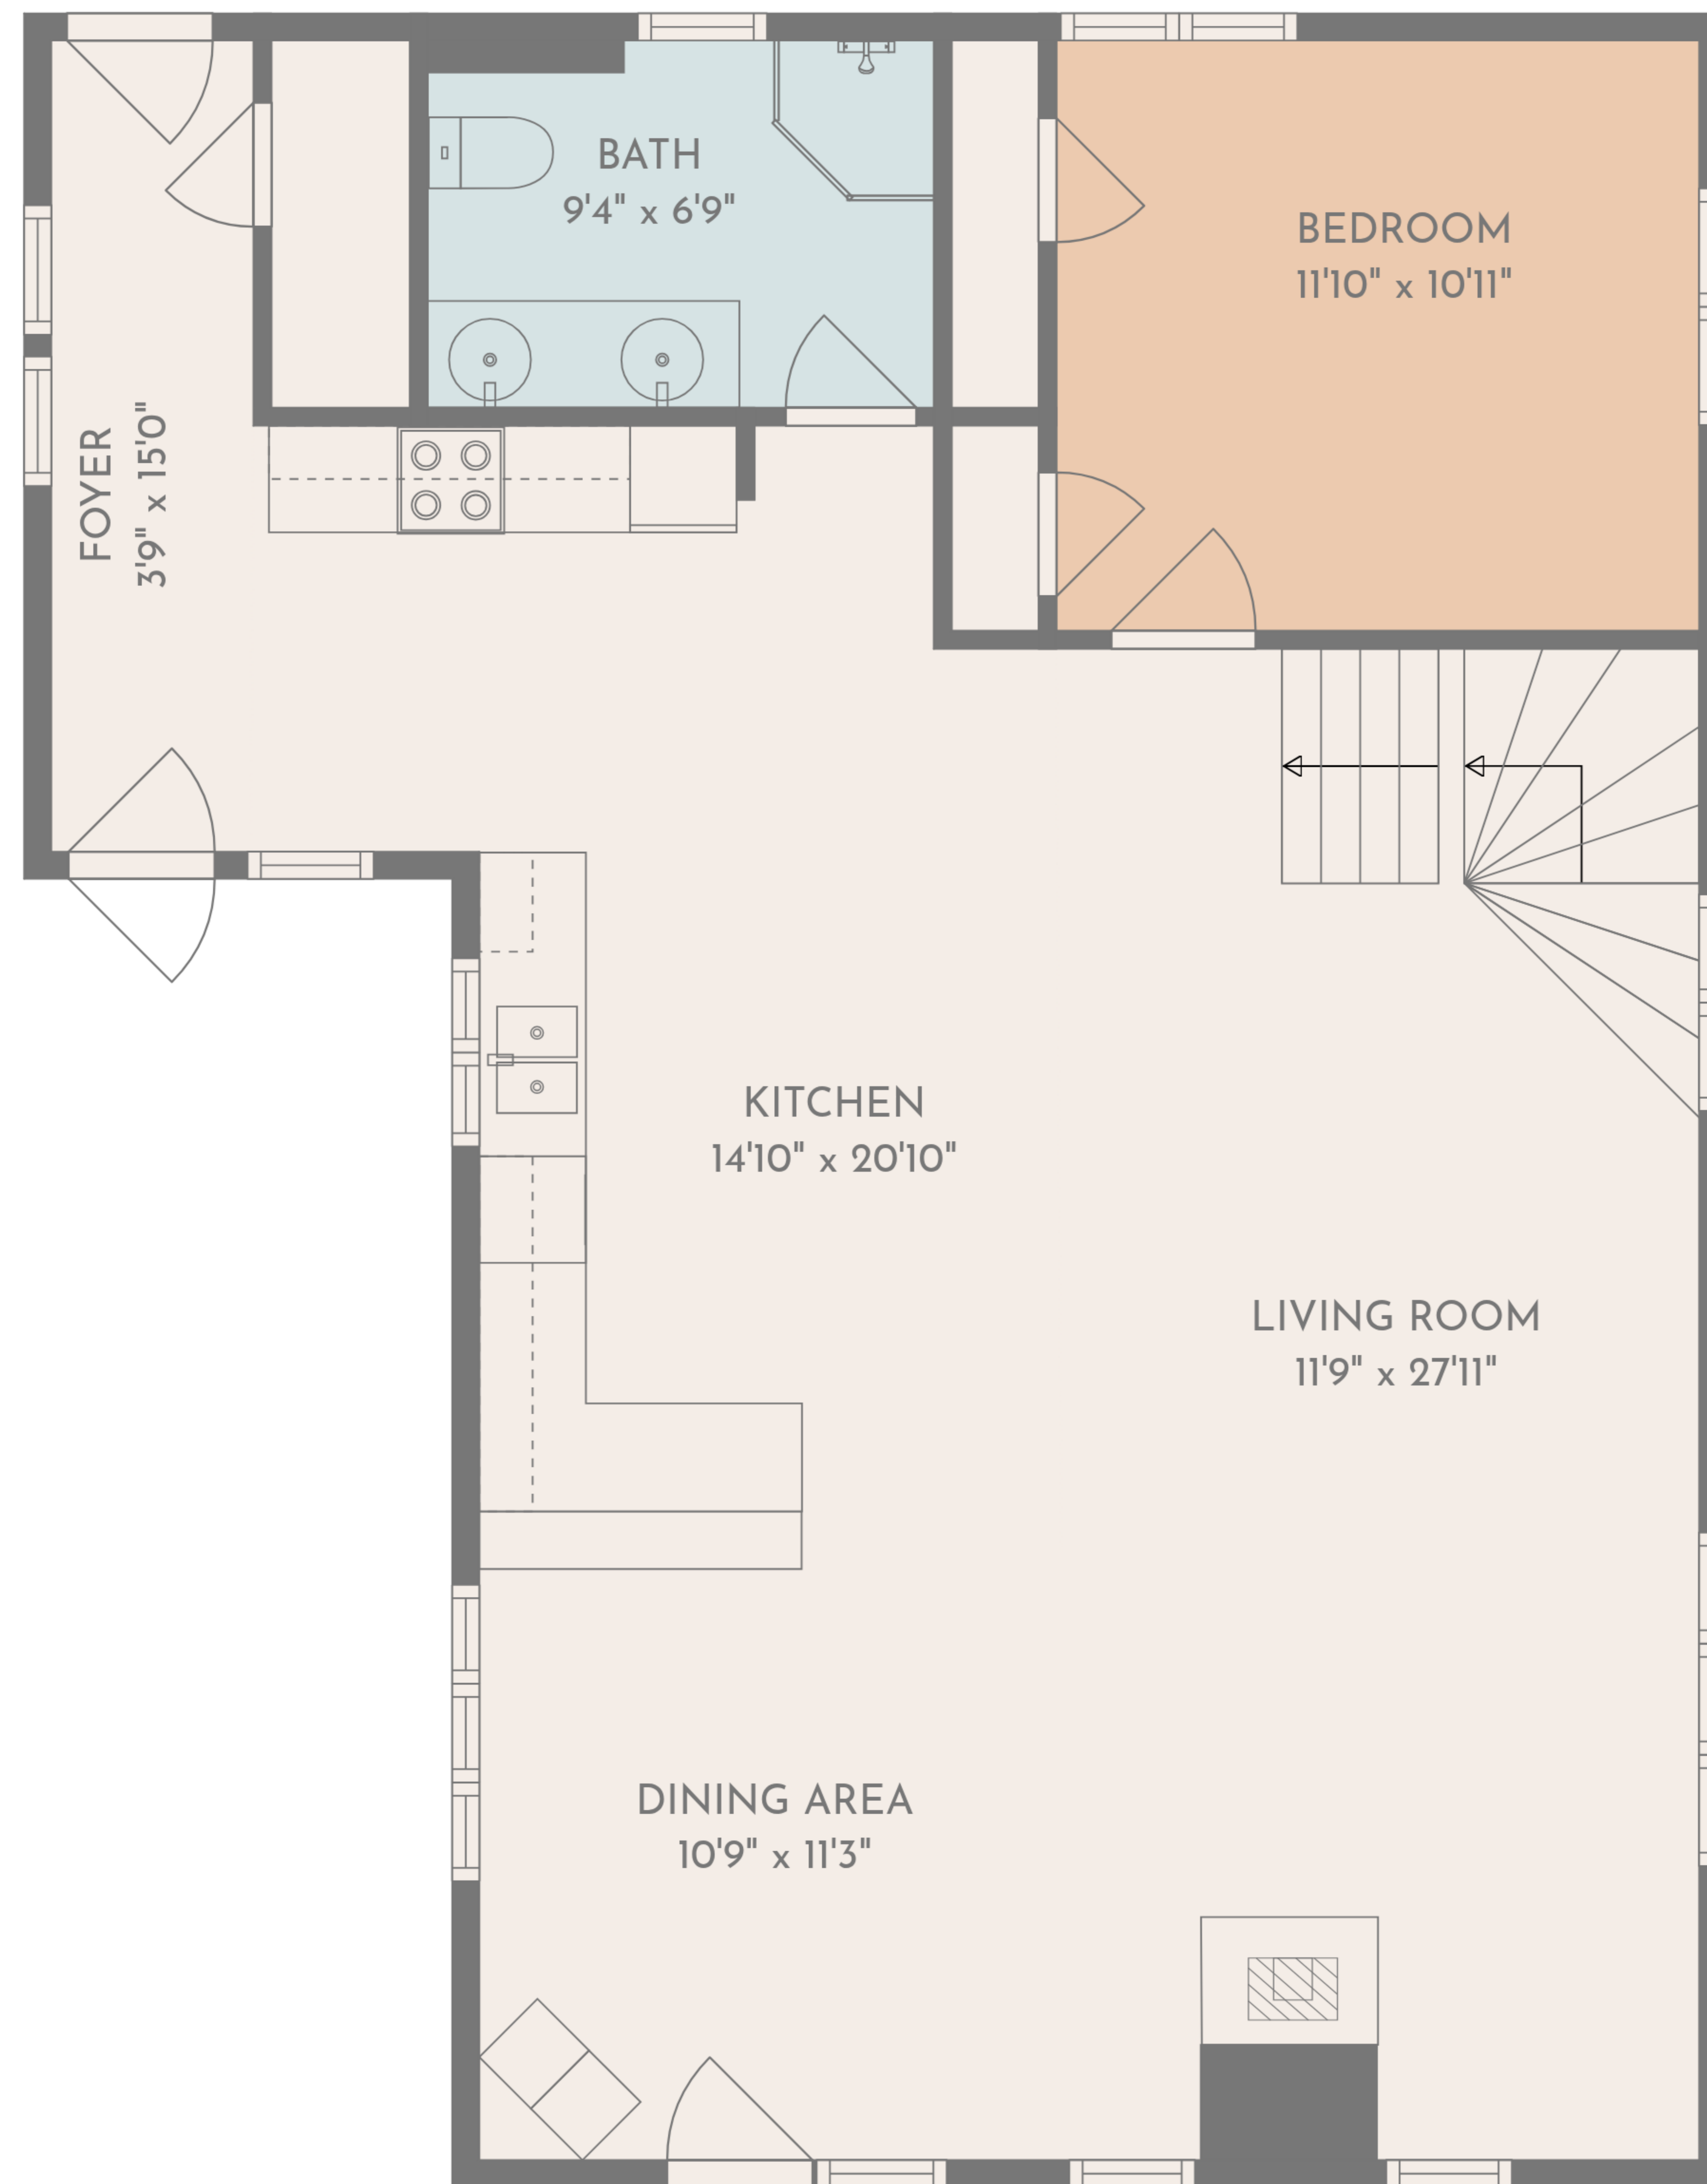 BATH
9'4" x 6'9"
BEDROOM
11'10" x 10'11"
FOYER
3'9" x 15'0"
KITCHEN
14'10" x 20'10"
LIVING ROOM
11'9" x 27'11"
DINING AREA
10'9" x 11'3"